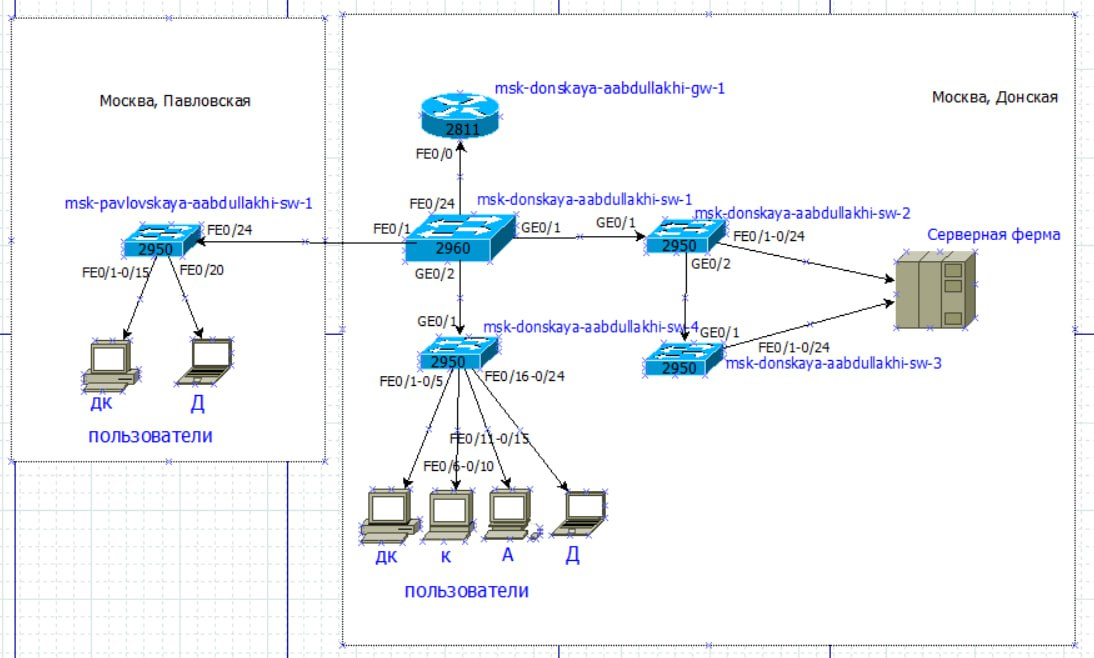 Москва, Павловская
msk-pavlovskaya-aabdullakhi-sw-1
2950
FE0/24
FE0/1-0/15
FE0/20
дк
Д
пользователи
Москва, Донская
msk-donskaya-aabdullakhi-gw-1
2811
FE0/0
FE0/24
msk-donskaya-aabdullakhi-sw-1
FE0/1
2960
GE0/1
GE0/2
GE0/1
msk-donskaya-aabdullakhi-sw-2
2950
FE0/1-0/24
GE0/2
Серверная ферма
GE0/1
msk-donskaya-aabdullakhi-sw-4
2950
GE0/1
2950
FE0/1-0/24
msk-donskaya-aabdullakhi-sw-3
FE0/1-0/5
FE0/16-0/24
FE0/11-0/15
FE0/6-0/10
дк
к
А
Д
пользователи